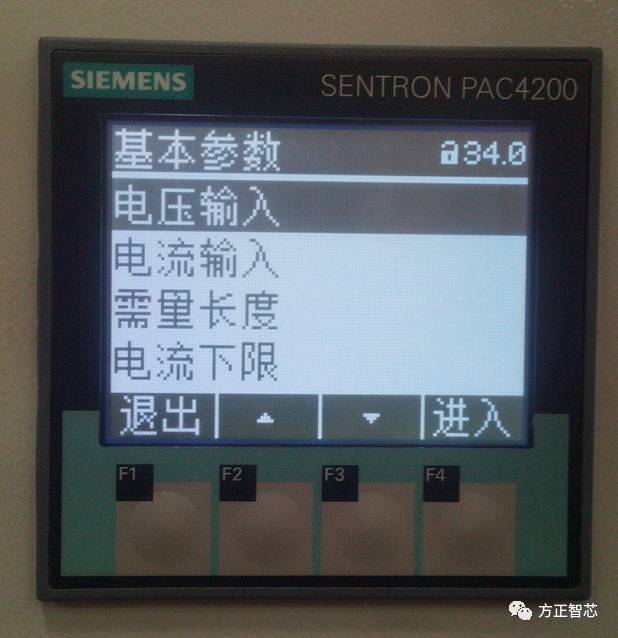 SIEMENS
SENTRON PAC4200
基本参数 34.0
电压输入
电流输入
需量长度
电流下限
退出 进入
F1 F2 F3 F4
方正智芯